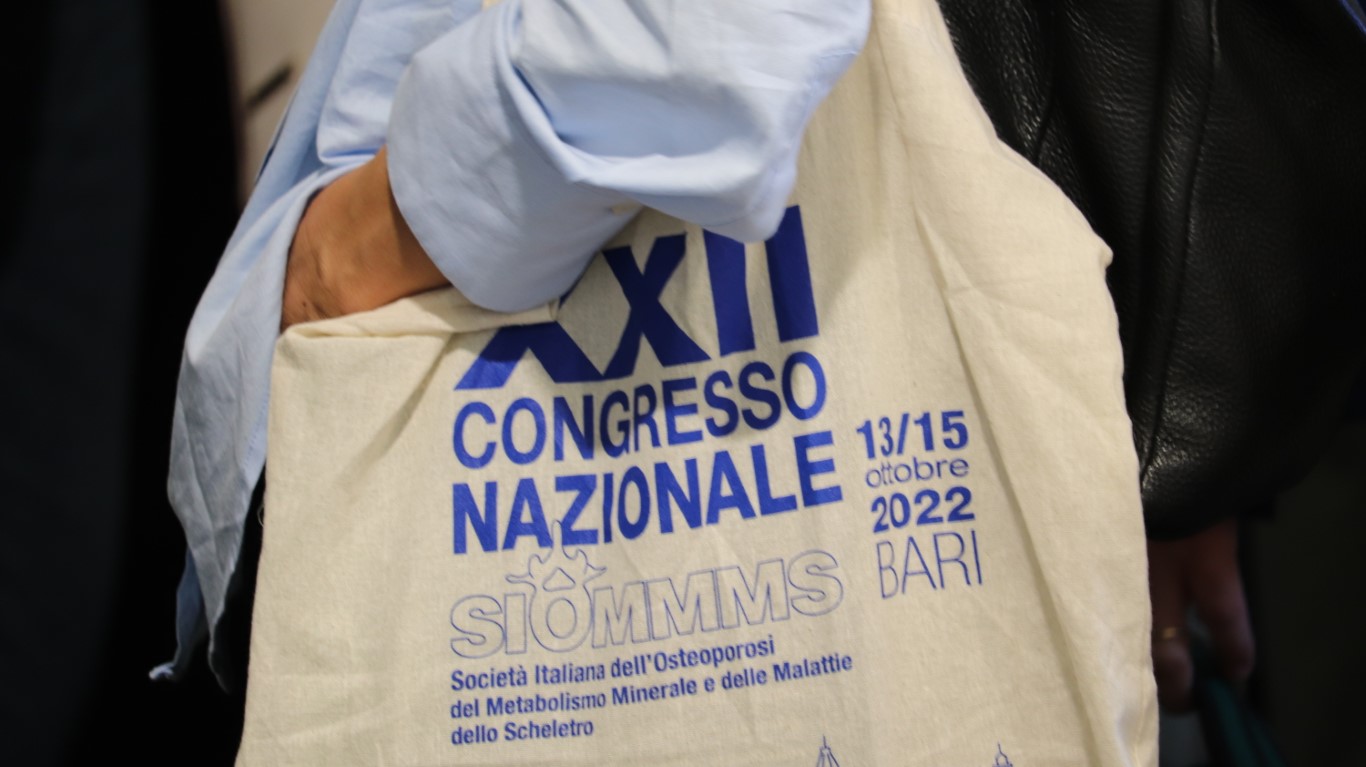 XXII
CONGRESSO
NAZIONALE
13/15
ottobre
2022
BARI
SIOMMMS
Società Italiana dell'Osteoporosi
del Metabolismo Minerale e delle Malattie
dello Scheletro